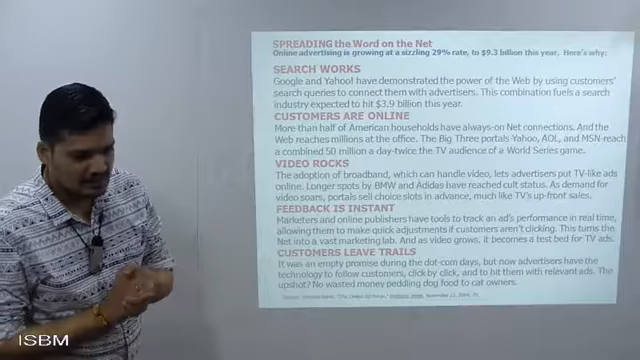 SPREADING the Word on the Net
Online advertising is growing at a sizzling 29% rate, to $9.3 billion this year. Here's why:
SEARCH WORKS
Google and Yahoo! have demonstrated the power of the Web by using customers'
search queries to connect them with advertisers. This combination fuels a search
industry expected to hit $3.9 billion this year.
CUSTOMERS ARE ONLINE
More than half of American households have always-on Net connections. And the
Web reaches millions at the office. The Big Three portals-Yahoo, AOL, and MSN-reach
a combined 50 million a day-twice the TV audience of a World Series game.
VIDEO ROCKS
The adoption of broadband, which can handle video, lets advertisers put TV-like ads
online. Longer spots by BMW and Adidas have reached cult status. As demand for
video soars, portals sell choice slots in advance, much like TV's up-front sales.
FEEDBACK IS INSTANT
Marketers and online publishers have tools to track an ad's performance in real time,
allowing them to make quick adjustments if customers aren't clicking. This turns the
Net into a vast marketing lab. And as video grows, it becomes a test bed for TV ads.
CUSTOMERS LEAVE TRAILS
It was an empty promise during the dot-com days, but now advertisers have the
technology to follow customers, click by click, and to hit them with relevant ads. The
upshot? No wasted money peddling dog food to cat owners.
ISBM